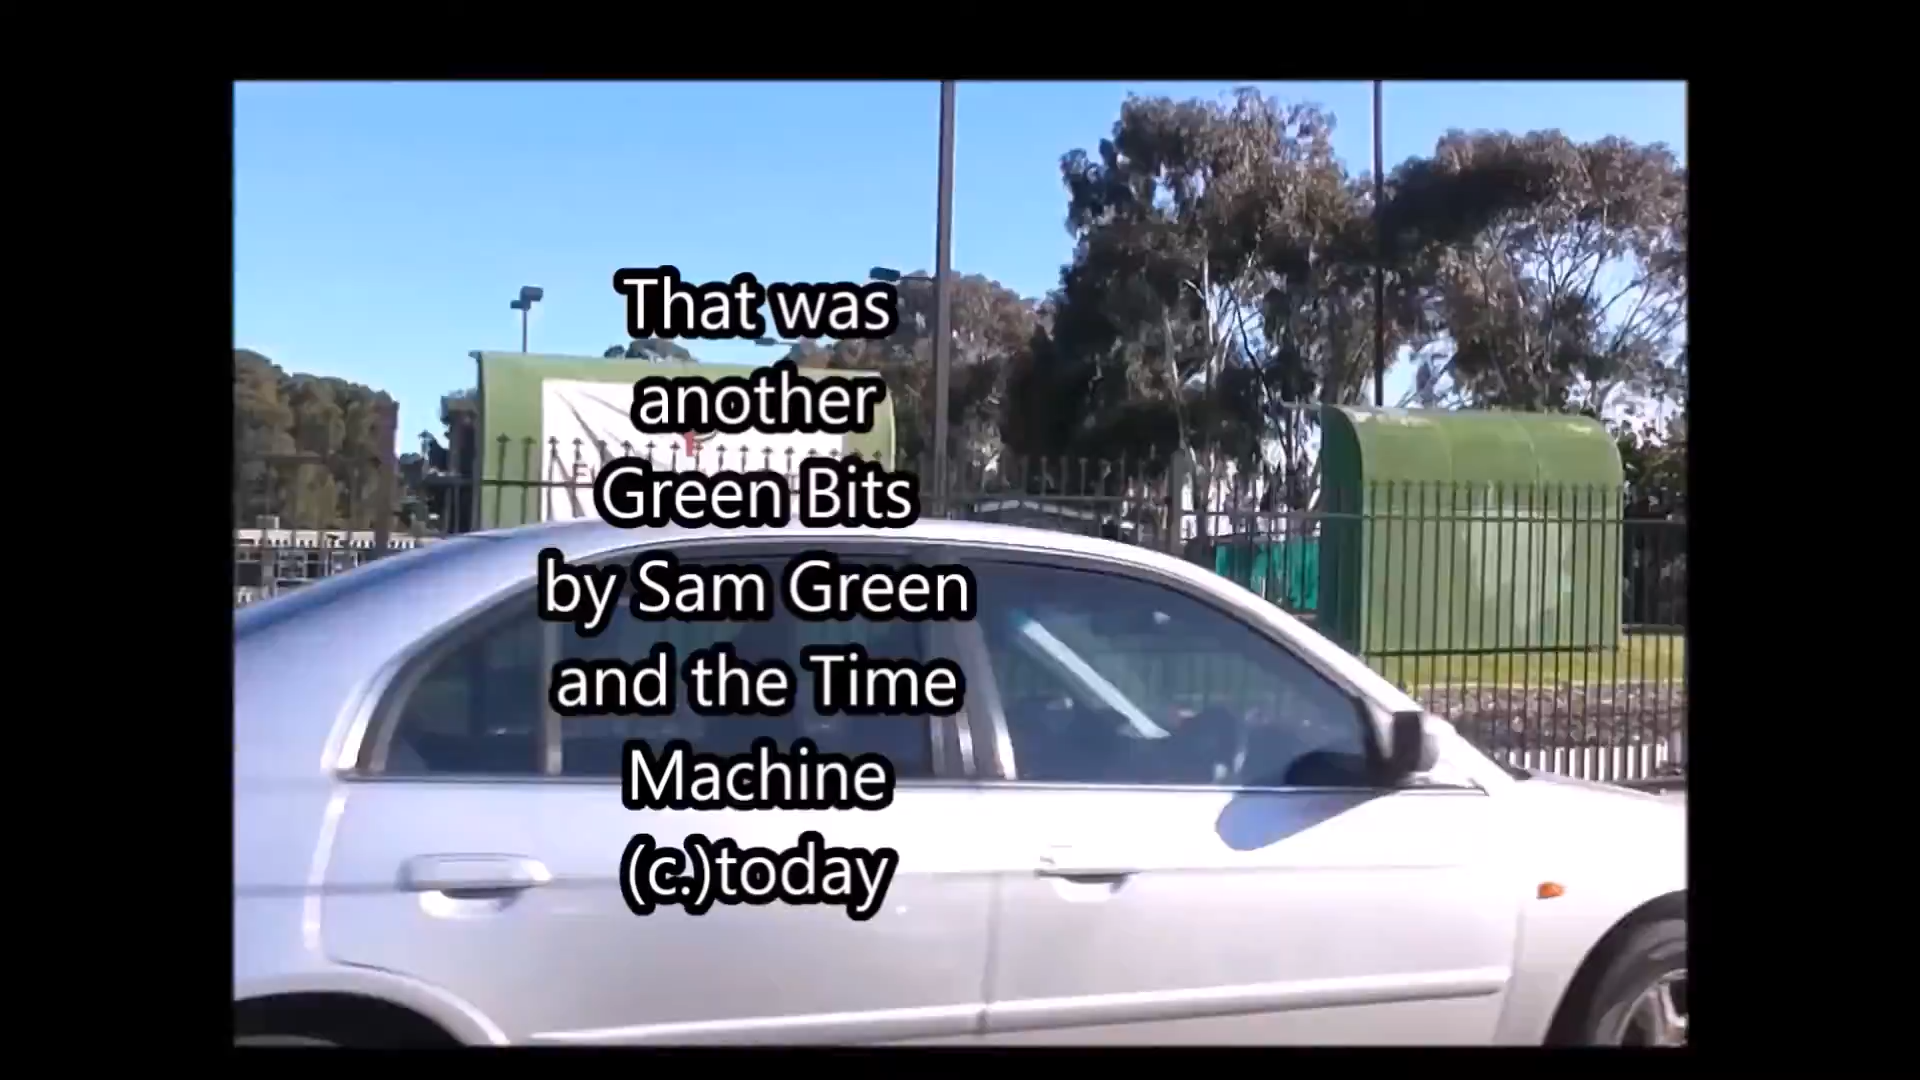 That was
another
Green Bits
by Sam Green
and the Time
Machine
(c.)today